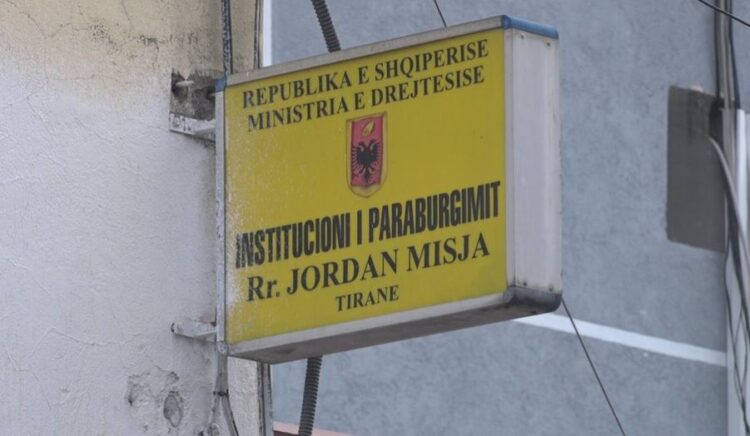 REPUBLIKA E SHQIPERISE
MINISTRIA E DREJTESISE
INSTITUCIONI I PARABURGIMIT
Rr. JORDAN MISJA
TIRANE